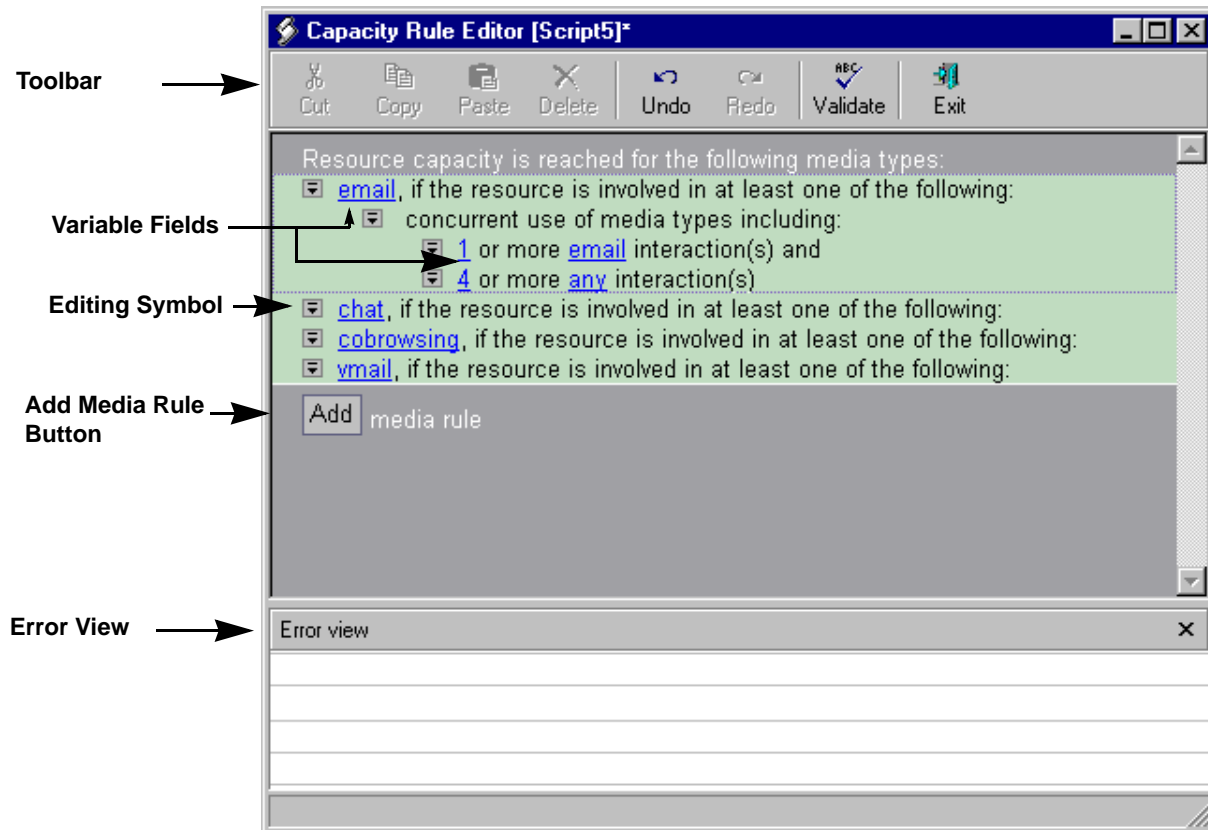 Capacity Rule Editor [Script5]*
Toolbar
Cut Copy Paste Delete Undo Redo ABC Validate Exit
Resource capacity is reached for the following media types:
email, if the resource is involved in at least one of the following:
Variable Fields
concurrent use of media types including:
1 or more email interaction(s) and
4 or more any interaction(s)
Editing Symbol
chat, if the resource is involved in at least one of the following:
cobrowsing, if the resource is involved in at least one of the following:
vmail, if the resource is involved in at least one of the following:
Add Media Rule
Button
Add media rule
Error View
Error view